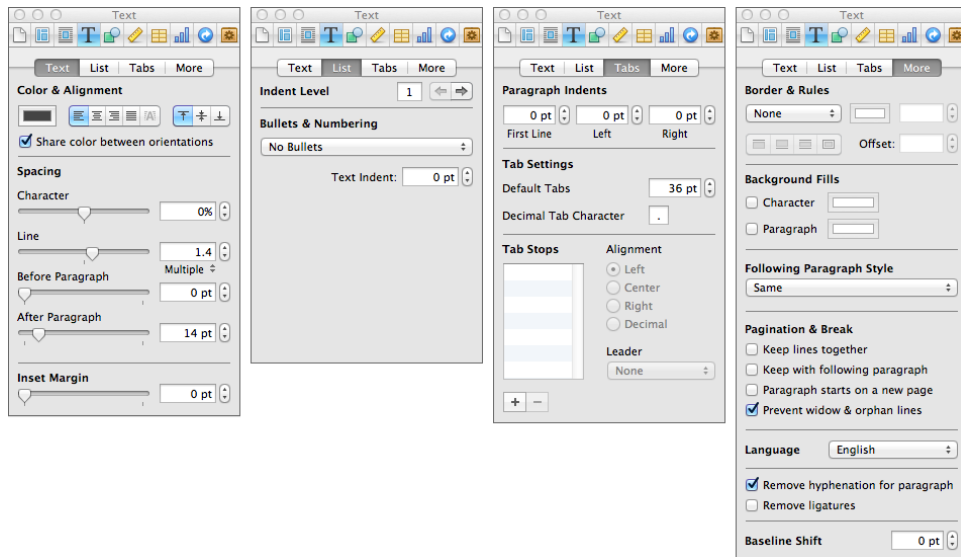 Text
Text List Tabs More
Color & Alignment
[A]
Share color between orientations
Spacing
Character
0%
Line
1.4
Multiple
Before Paragraph
0 pt
After Paragraph
14 pt
Inset Margin
0 pt
Text
T
Text List Tabs More
Indent Level 1
Bullets & Numbering
No Bullets
Text Indent: 0 pt
Text
T
Text List Tabs More
Paragraph Indents
0 pt 0 pt 0 pt
First Line Left Right
Tab Settings
Default Tabs 36 pt
Decimal Tab Character .
Tab Stops Alignment
Left
Center
Right
Decimal
Leader
None
+ −
Text
T
Text List Tabs More
Border & Rules
None
Offset:
Background Fills
Character
Paragraph
Following Paragraph Style
Same
Pagination & Break
Keep lines together
Keep with following paragraph
Paragraph starts on a new page
Prevent widow & orphan lines
Language English
Remove hyphenation for paragraph
Remove ligatures
Baseline Shift 0 pt